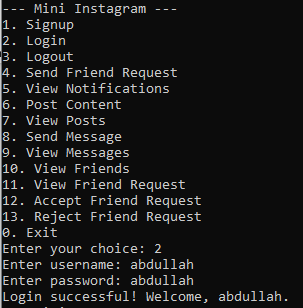 --- Mini Instagram ---
1. Signup
2. Login
3. Logout
4. Send Friend Request
5. View Notifications
6. Post Content
7. View Posts
8. Send Message
9. View Messages
10. View Friends
11. View Friend Request
12. Accept Friend Request
13. Reject Friend Request
0. Exit
Enter your choice: 2
Enter username: abdullah
Enter password: abdullah
Login successful! Welcome, abdullah.